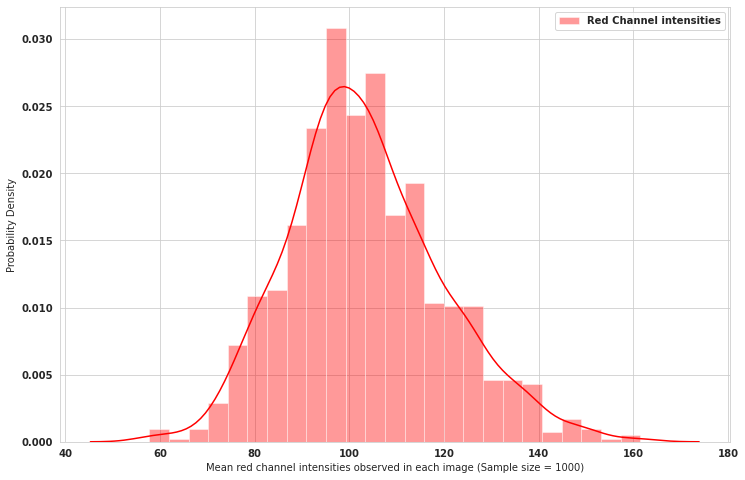 Red Channel intensities
Probability Density
0.030
0.025
0.020
0.015
0.010
0.005
0.000
40 60 80 100 120 140 160 180
Mean red channel intensities observed in each image (Sample size = 1000)